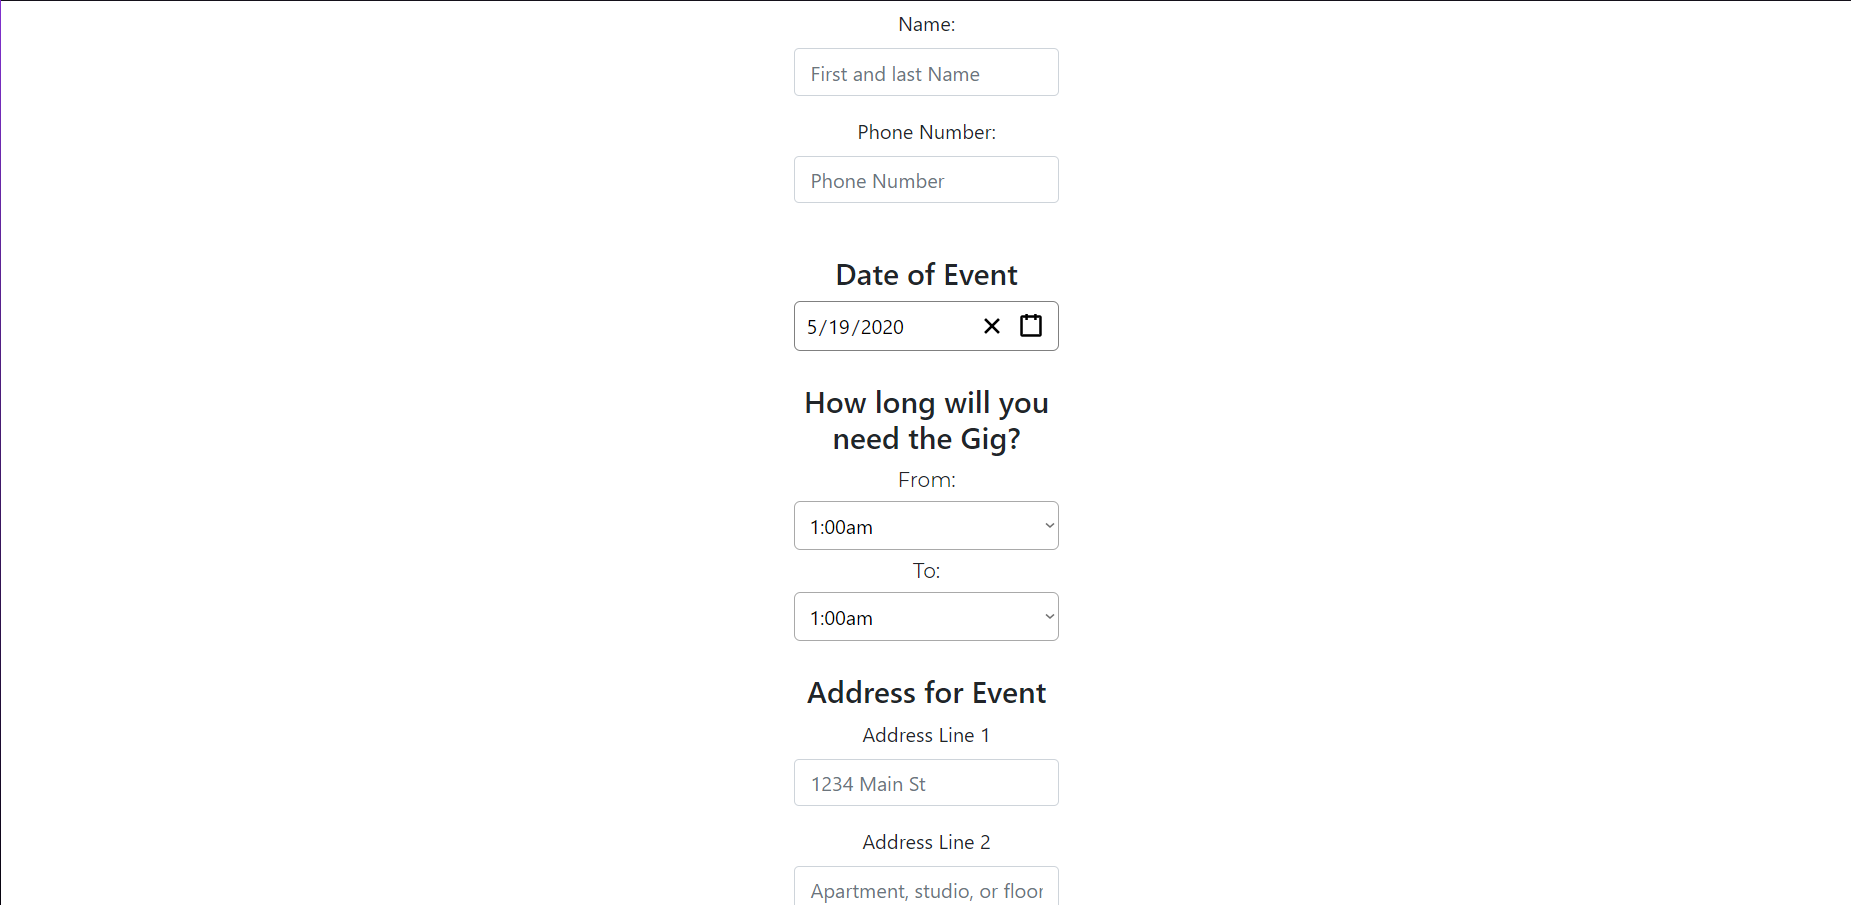 Name:
First and last Name
Phone Number:
Phone Number
Date of Event
5/19/2020
How long will you
need the Gig?
From:
1:00am
To:
1:00am
Address for Event
Address Line 1
1234 Main St
Address Line 2
Apartment, studio, or floor